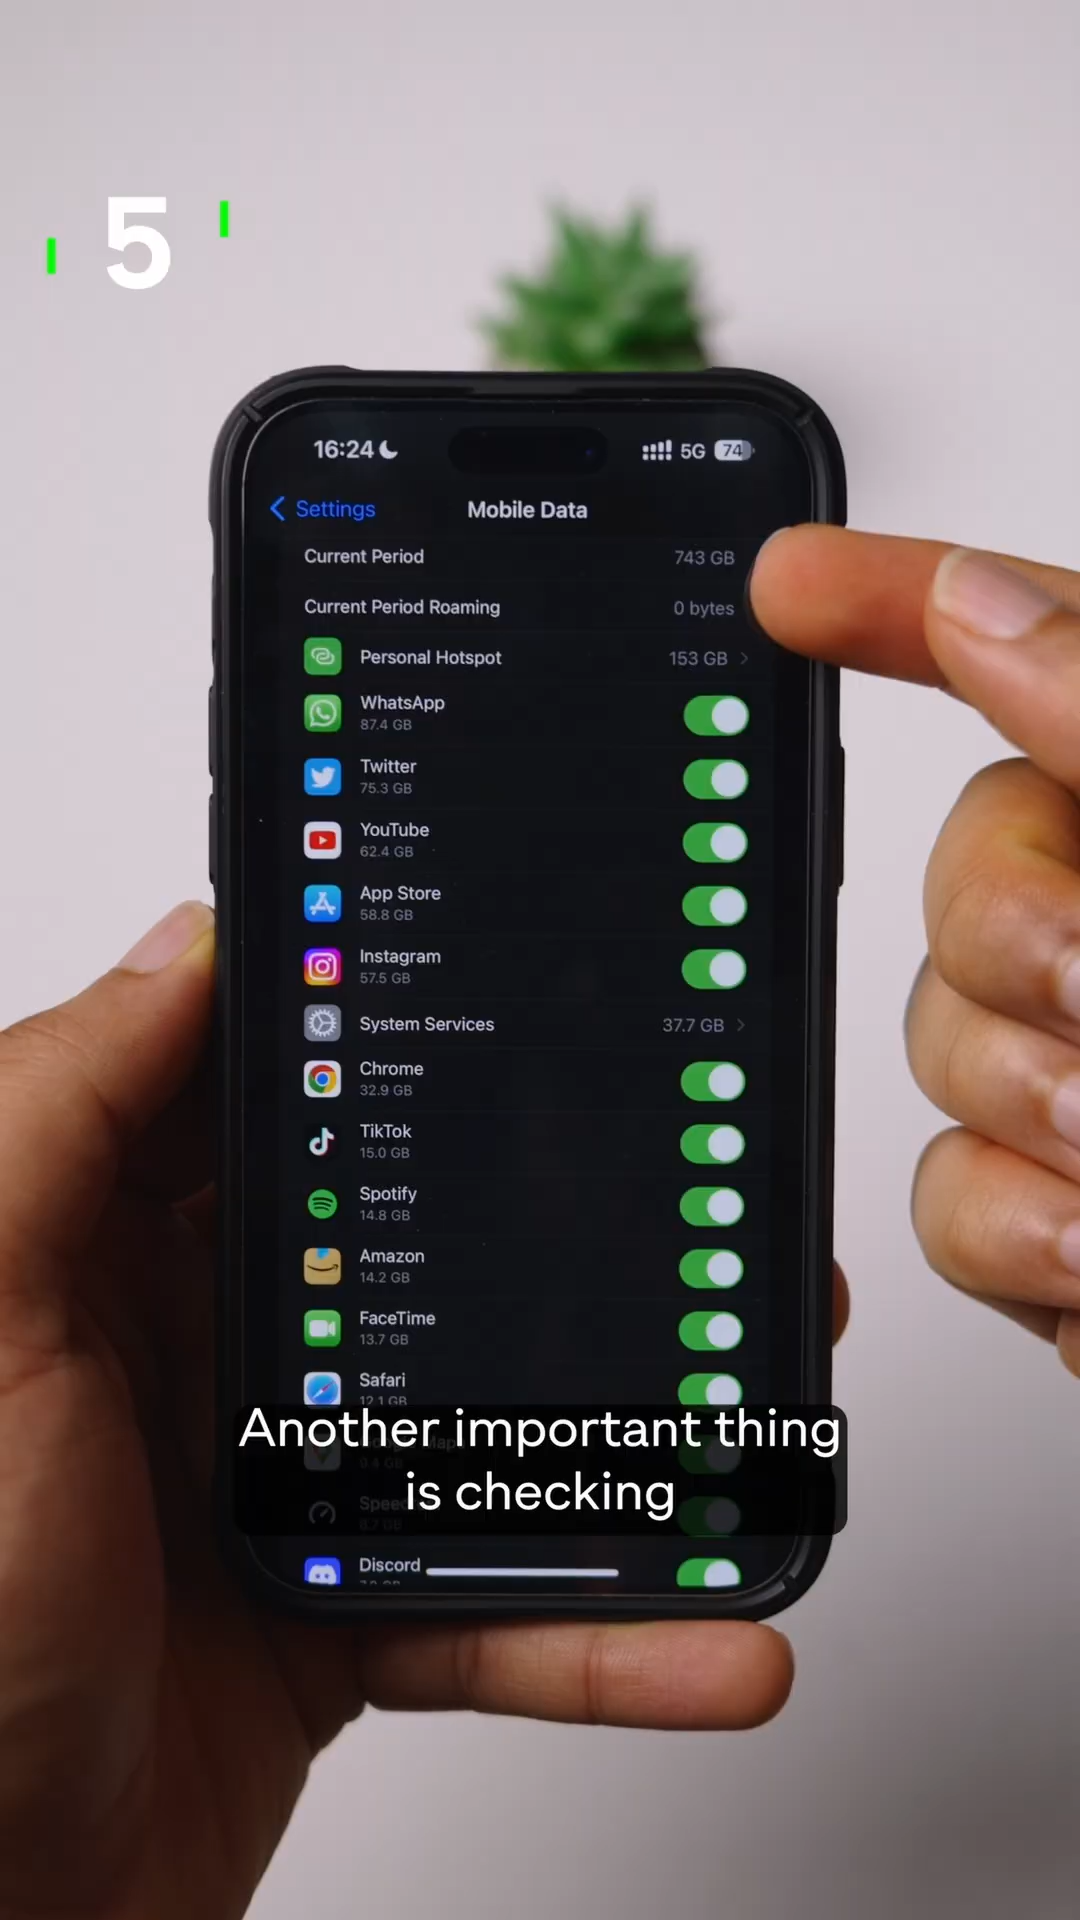 5
16:24
5G
74
Settings
Mobile Data
Current Period
743 GB
Current Period Roaming
0 bytes
Personal Hotspot
153 GB
WhatsApp
87.4 GB
Twitter
75.3 GB
YouTube
62.4 GB
App Store
58.8 GB
Instagram
57.5 GB
System Services
37.7 GB
Chrome
32.9 GB
TikTok
15.0 GB
Spotify
14.8 GB
Amazon
14.2 GB
FaceTime
13.7 GB
Safari
12.1 GB
Another important thing
is checking
Discord